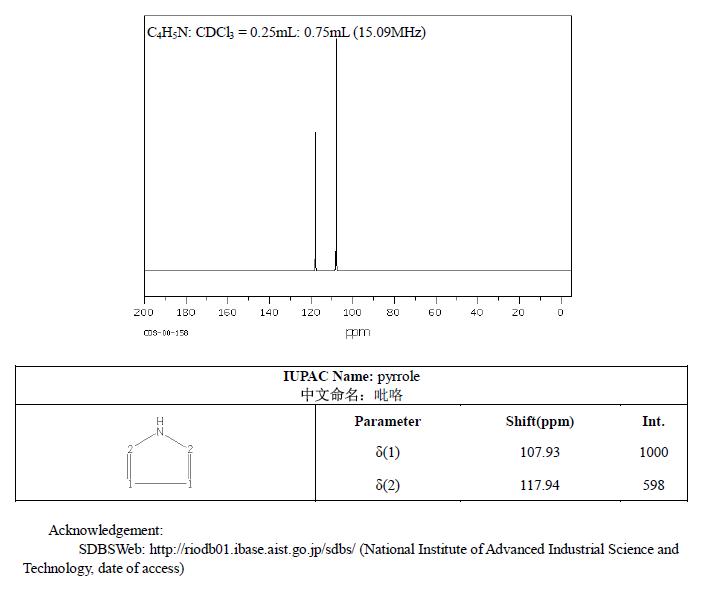 C₄H₅N: CDCl₃ = 0.25mL: 0.75mL (15.09MHz)
200 180 160 140 120 100 80 60 40 20 0
CDS-00-158
ppm
IUPAC Name: pyrrole
中文命名：吡咯
Parameter Shift(ppm) Int.
H
N
2 2
1 1
δ(1) 107.93 1000
δ(2) 117.94 598
Acknowledgement:
SDBSWeb: http://riodb01.ibase.aist.go.jp/sdbs/ (National Institute of Advanced Industrial Science and
Technology, date of access)